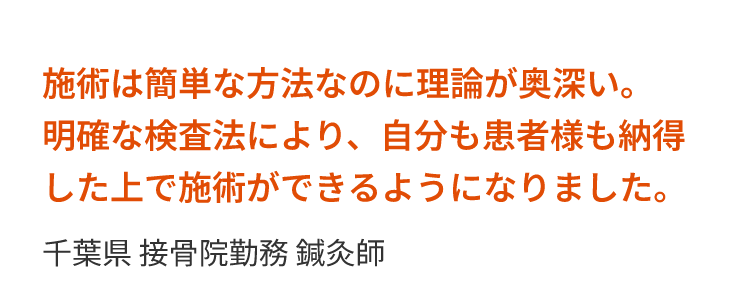 施術は簡単な方法なのに理論が奥深い。
明確な検査法により、自分も患者様も納得
した上で施術ができるようになりました。
千葉県 接骨院勤務 鍼灸師